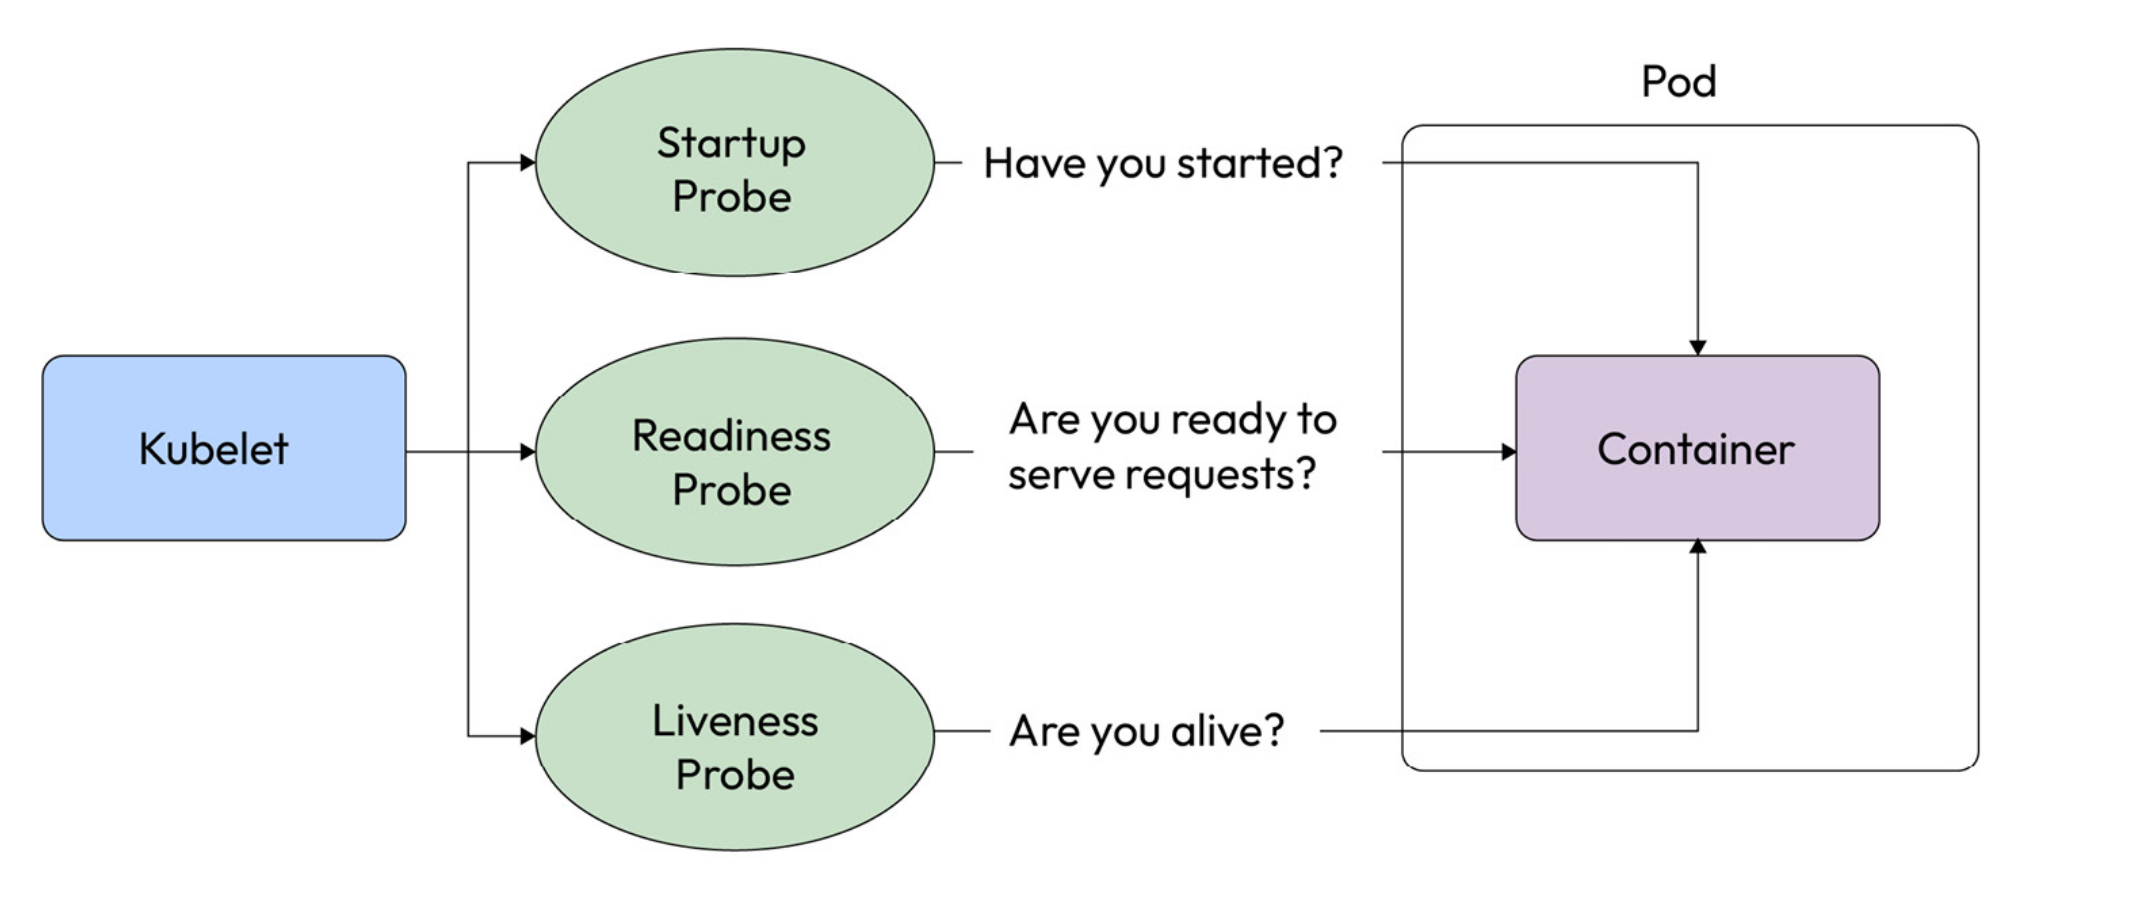 Pod
Startup
Probe
Have you started?
Kubelet
Readiness
Probe
Are you ready to
serve requests?
Container
Liveness
Probe
Are you alive?